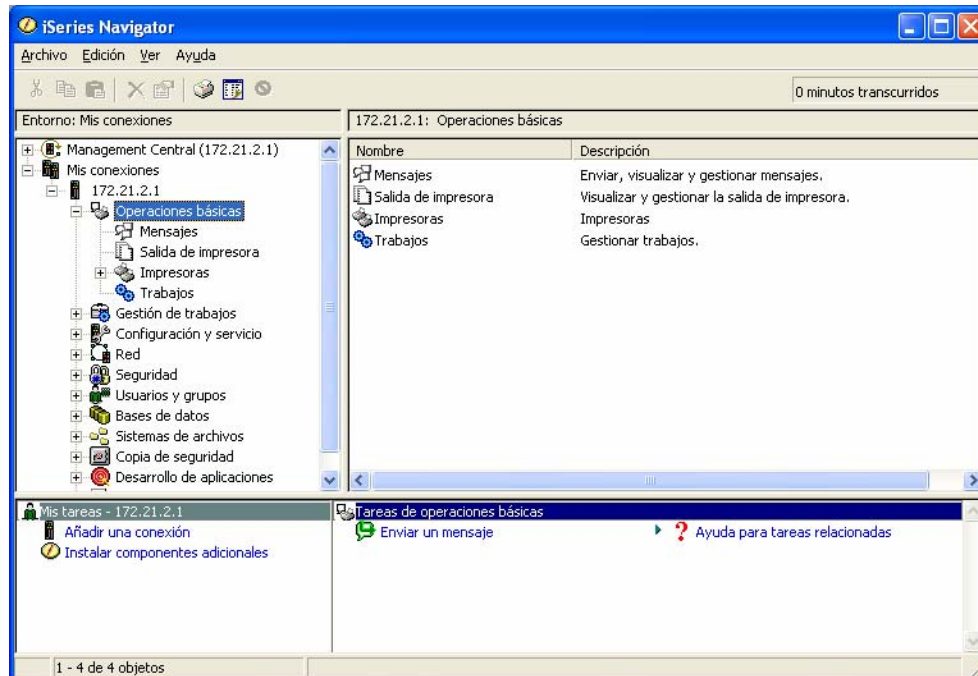 iSeries Navigator
Archivo Edición Ver Ayuda
0 minutos transcurridos
Entorno: Mis conexiones
172.21.2.1: Operaciones básicas
Management Central (172.21.2.1)
Mis conexiones
172.21.2.1
Operaciones básicas
Mensajes
Salida de impresora
Impresoras
Trabajos
Gestión de trabajos
Configuración y servicio
Red
Seguridad
Usuarios y grupos
Bases de datos
Sistemas de archivos
Copia de seguridad
Desarrollo de aplicaciones
Nombre Descripción
Mensajes Enviar, visualizar y gestionar mensajes.
Salida de impresora Visualizar y gestionar la salida de impresora.
Impresoras Impresoras
Trabajos Gestionar trabajos.
Mis tareas - 172.21.2.1
Añadir una conexión
Instalar componentes adicionales
Tareas de operaciones básicas
Enviar un mensaje
Ayuda para tareas relacionadas
1 - 4 de 4 objetos